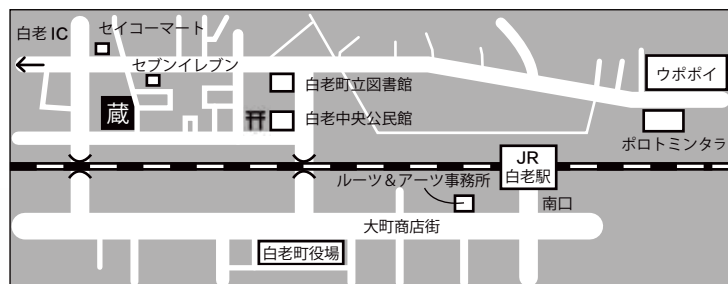 白老 IC
セイコーマート
セブンイレブン
蔵
白老町立図書館
白老中央公民館
ウポポイ
ポロトミンタラ
JR
白老駅
ルーツ＆アーツ事務所
南口
大町商店街
白老町役場